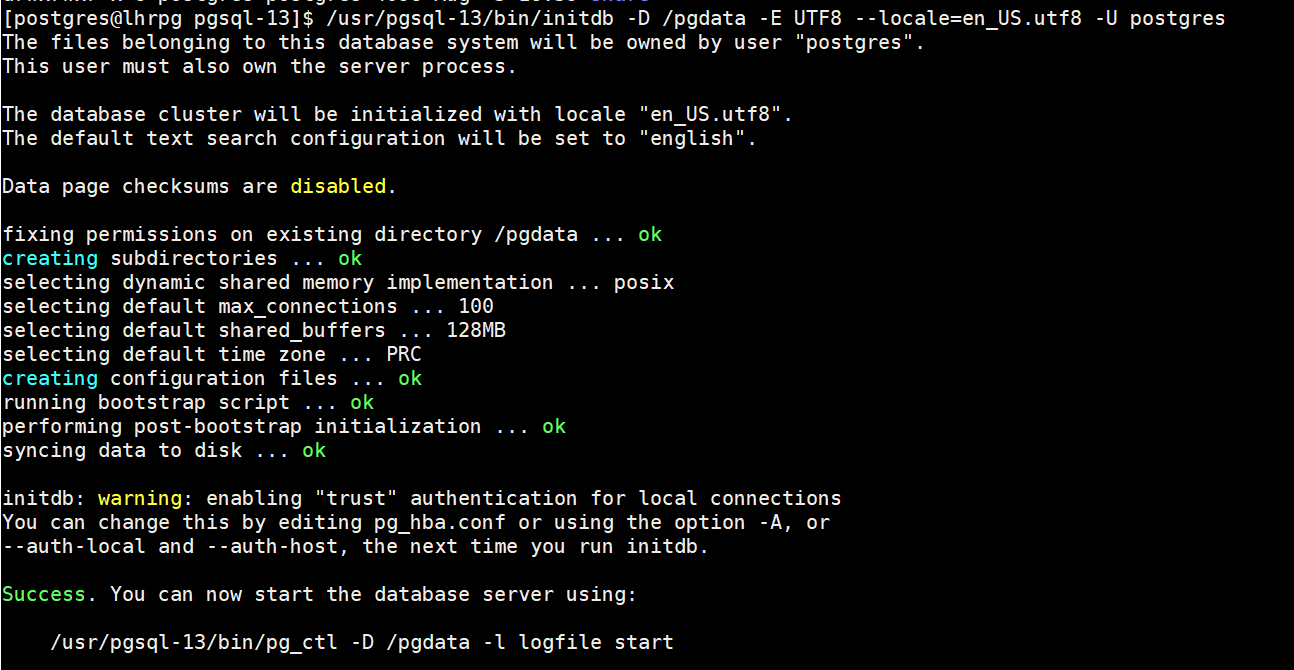 [postgres@lhrpg pgsql-13]$ /usr/pgsql-13/bin/initdb -D /pgdata -E UTF8 --locale=en_US.utf8 -U postgres
The files belonging to this database system will be owned by user "postgres".
This user must also own the server process.
The database cluster will be initialized with locale "en_US.utf8".
The default text search configuration will be set to "english".
Data page checksums are disabled.
fixing permissions on existing directory /pgdata ... ok
creating subdirectories ... ok
selecting dynamic shared memory implementation ... posix
selecting default max_connections ... 100
selecting default shared_buffers ... 128MB
selecting default time zone ... PRC
creating configuration files ... ok
running bootstrap script ... ok
performing post-bootstrap initialization ... ok
syncing data to disk ... ok
initdb: warning: enabling "trust" authentication for local connections
You can change this by editing pg_hba.conf or using the option -A, or
--auth-local and --auth-host, the next time you run initdb.
Success. You can now start the database server using:
/usr/pgsql-13/bin/pg_ctl -D /pgdata -l logfile start